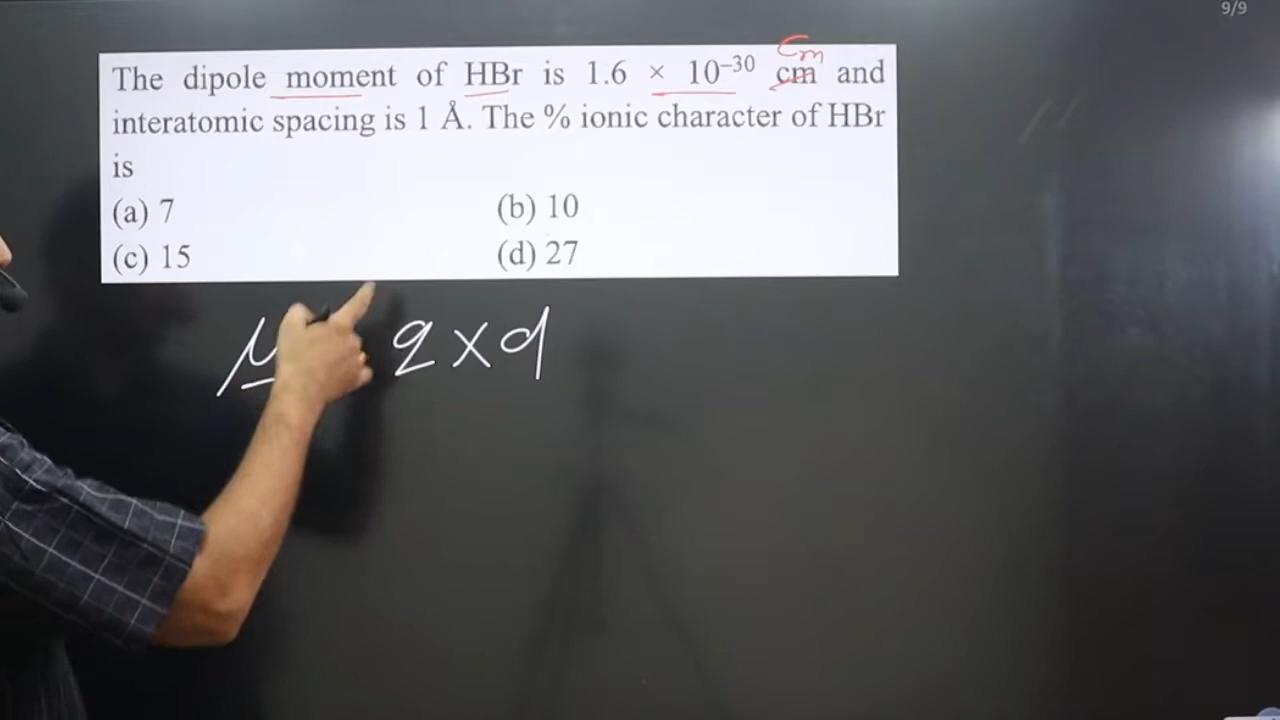 9/9
Cm
The dipole moment of HBr is 1.6 × 10⁻³⁰ cm and
interatomic spacing is 1 Å. The % ionic character of HBr
is
(a) 7 (b) 10
(c) 15 (d) 27
μ q × d